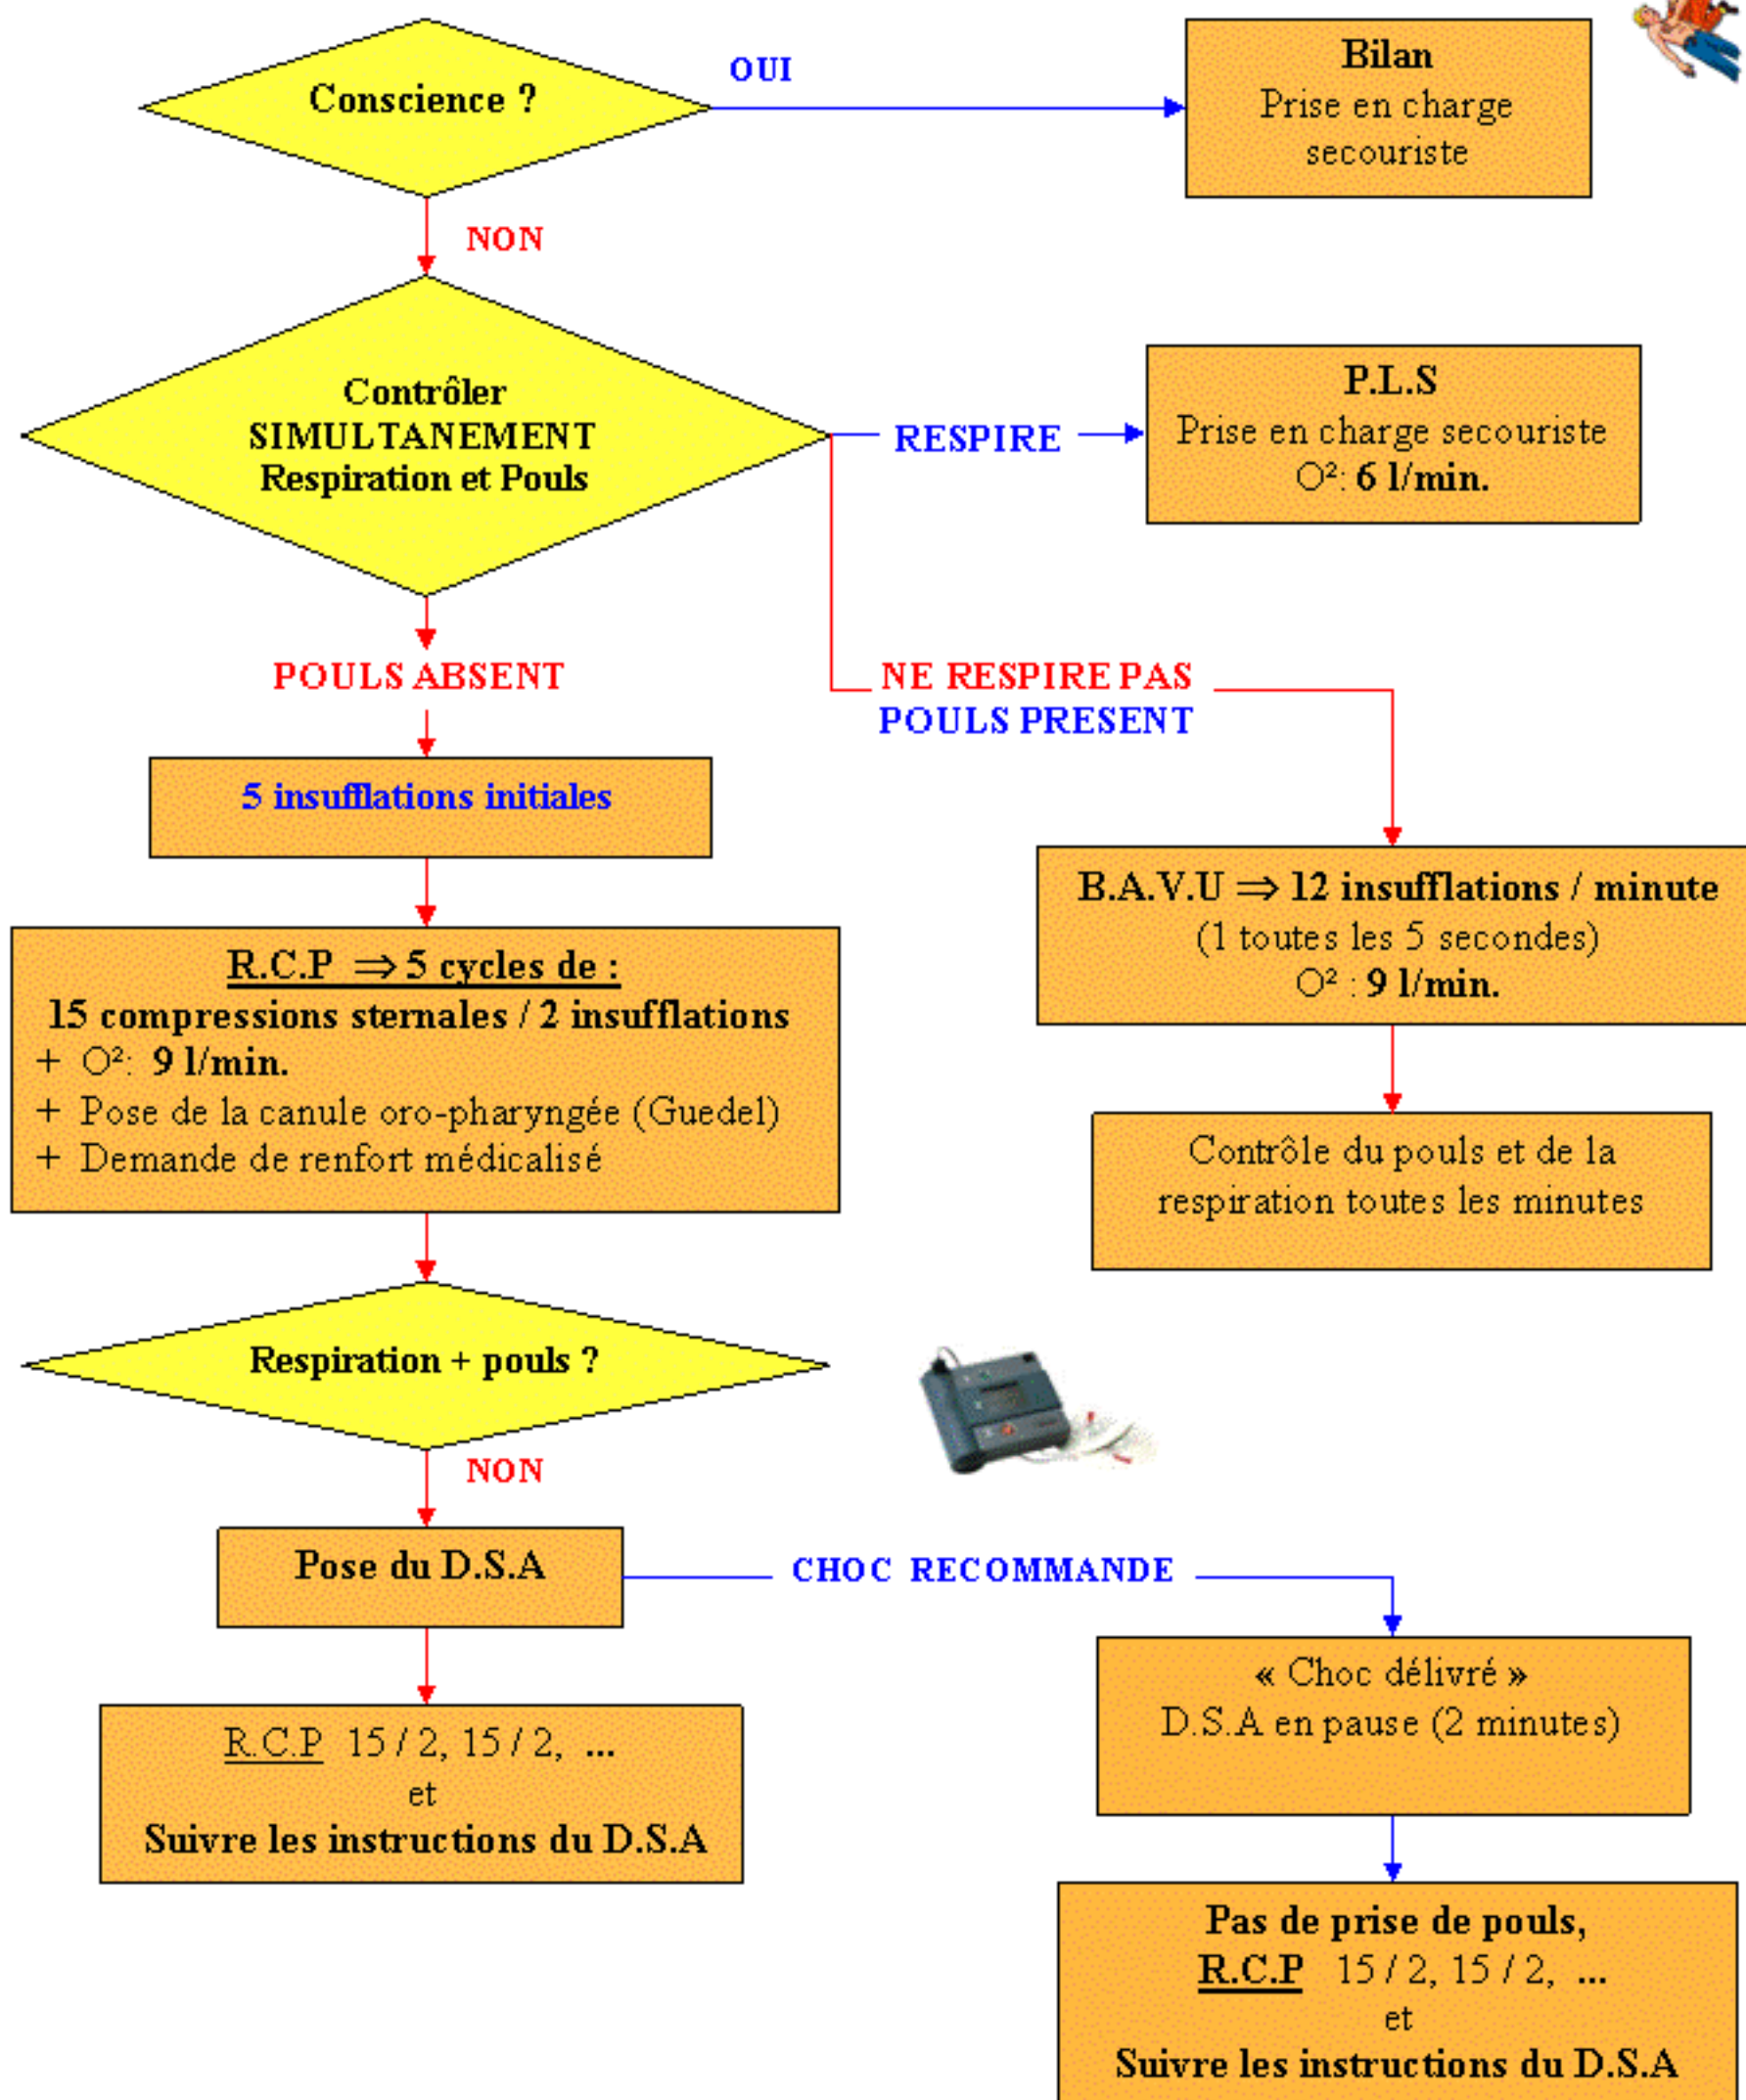 Conscience ?
OUI
Bilan
Prise en charge
secouriste
NON
Contrôler
SIMULTANEMENT
Respiration et Pouls
RESPIRE
P.L.S
Prise en charge secouriste
O²: 6 l/min.
POULS ABSENT
NE RESPIRE PAS
POULS PRESENT
5 insufflations initiales
B.A.V.U ⇒ 12 insufflations / minute
(1 toutes les 5 secondes)
O² : 9 l/min.
R.C.P ⇒ 5 cycles de :
15 compressions sternales / 2 insufflations
+ O²: 9 l/min.
+ Pose de la canule oro-pharyngée (Guedel)
+ Demande de renfort médicalisé
Contrôle du pouls et de la
respiration toutes les minutes
Respiration + pouls ?
NON
Pose du D.S.A
CHOC RECOMMANDE
« Choc délivré »
D.S.A en pause (2 minutes)
R.C.P 15 / 2, 15 / 2, ...
et
Suivre les instructions du D.S.A
Pas de prise de pouls,
R.C.P 15 / 2, 15 / 2, ...
et
Suivre les instructions du D.S.A